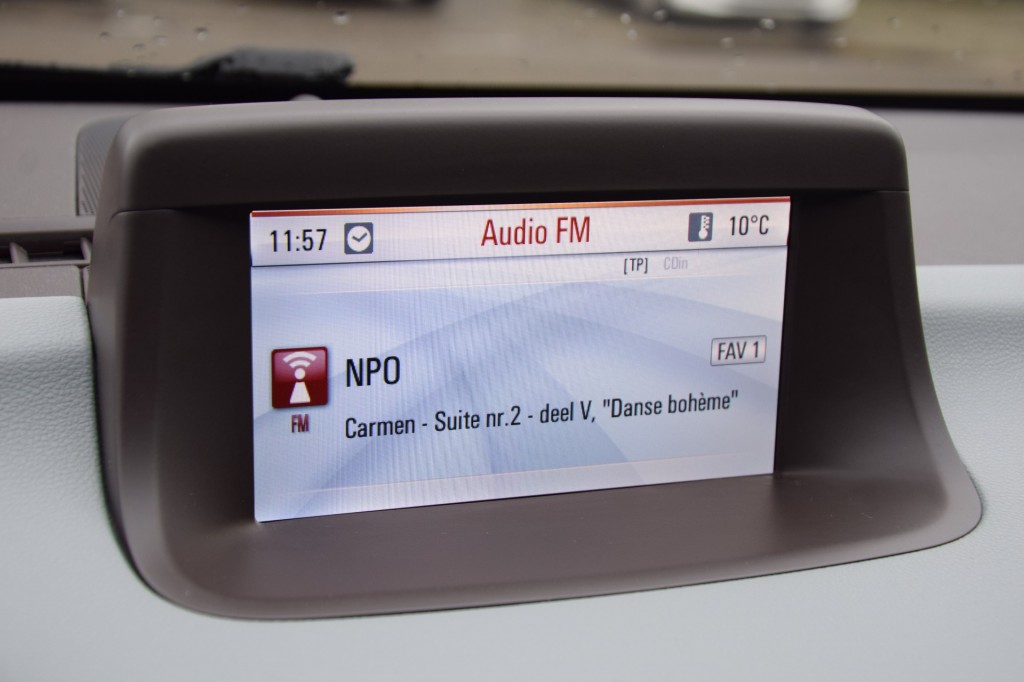 11:57 Audio FM 10°C
[TP] CDin
NPO FAV 1
FM
Carmen - Suite nr.2 - deel V, "Danse bohème"